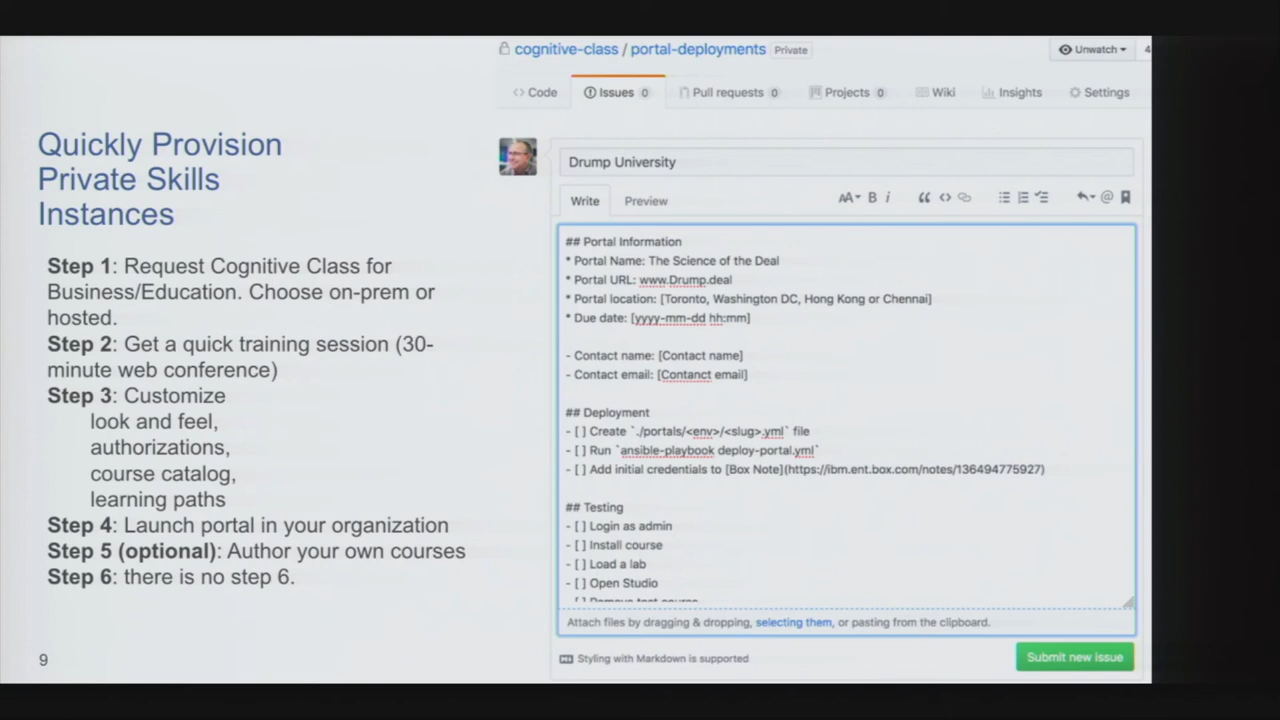 Quickly Provision
Private Skills
Instances
Step 1: Request Cognitive Class for
Business/Education. Choose on-prem or
hosted.
Step 2: Get a quick training session (30-
minute web conference)
Step 3: Customize
look and feel,
authorizations,
course catalog,
learning paths
Step 4: Launch portal in your organization
Step 5 (optional): Author your own courses
Step 6: there is no step 6.
9
cognitive-class / portal-deployments Private
Unwatch 4
Code Issues 0 Pull requests 0 Projects 0 Wiki Insights Settings
Drump University
Write Preview AA B i “ <> @
## Portal Information
* Portal Name: The Science of the Deal
* Portal URL: www.Drump.deal
* Portal location: [Toronto, Washington DC, Hong Kong or Chennai]
* Due date: [yyyy-mm-dd hh:mm]
- Contact name: [Contact name]
- Contact email: [Contanct email]
## Deployment
- [ ] Create `./portals/<env>/<slug>.yml` file
- [ ] Run `ansible-playbook deploy-portal.yml`
- [ ] Add initial credentials to [Box Note](https://ibm.ent.box.com/notes/136494775927)
## Testing
- [ ] Login as admin
- [ ] Install course
- [ ] Load a lab
- [ ] Open Studio
- [ ] Remove test course
Attach files by dragging & dropping, selecting them, or pasting from the clipboard.
Styling with Markdown is supported
Submit new issue